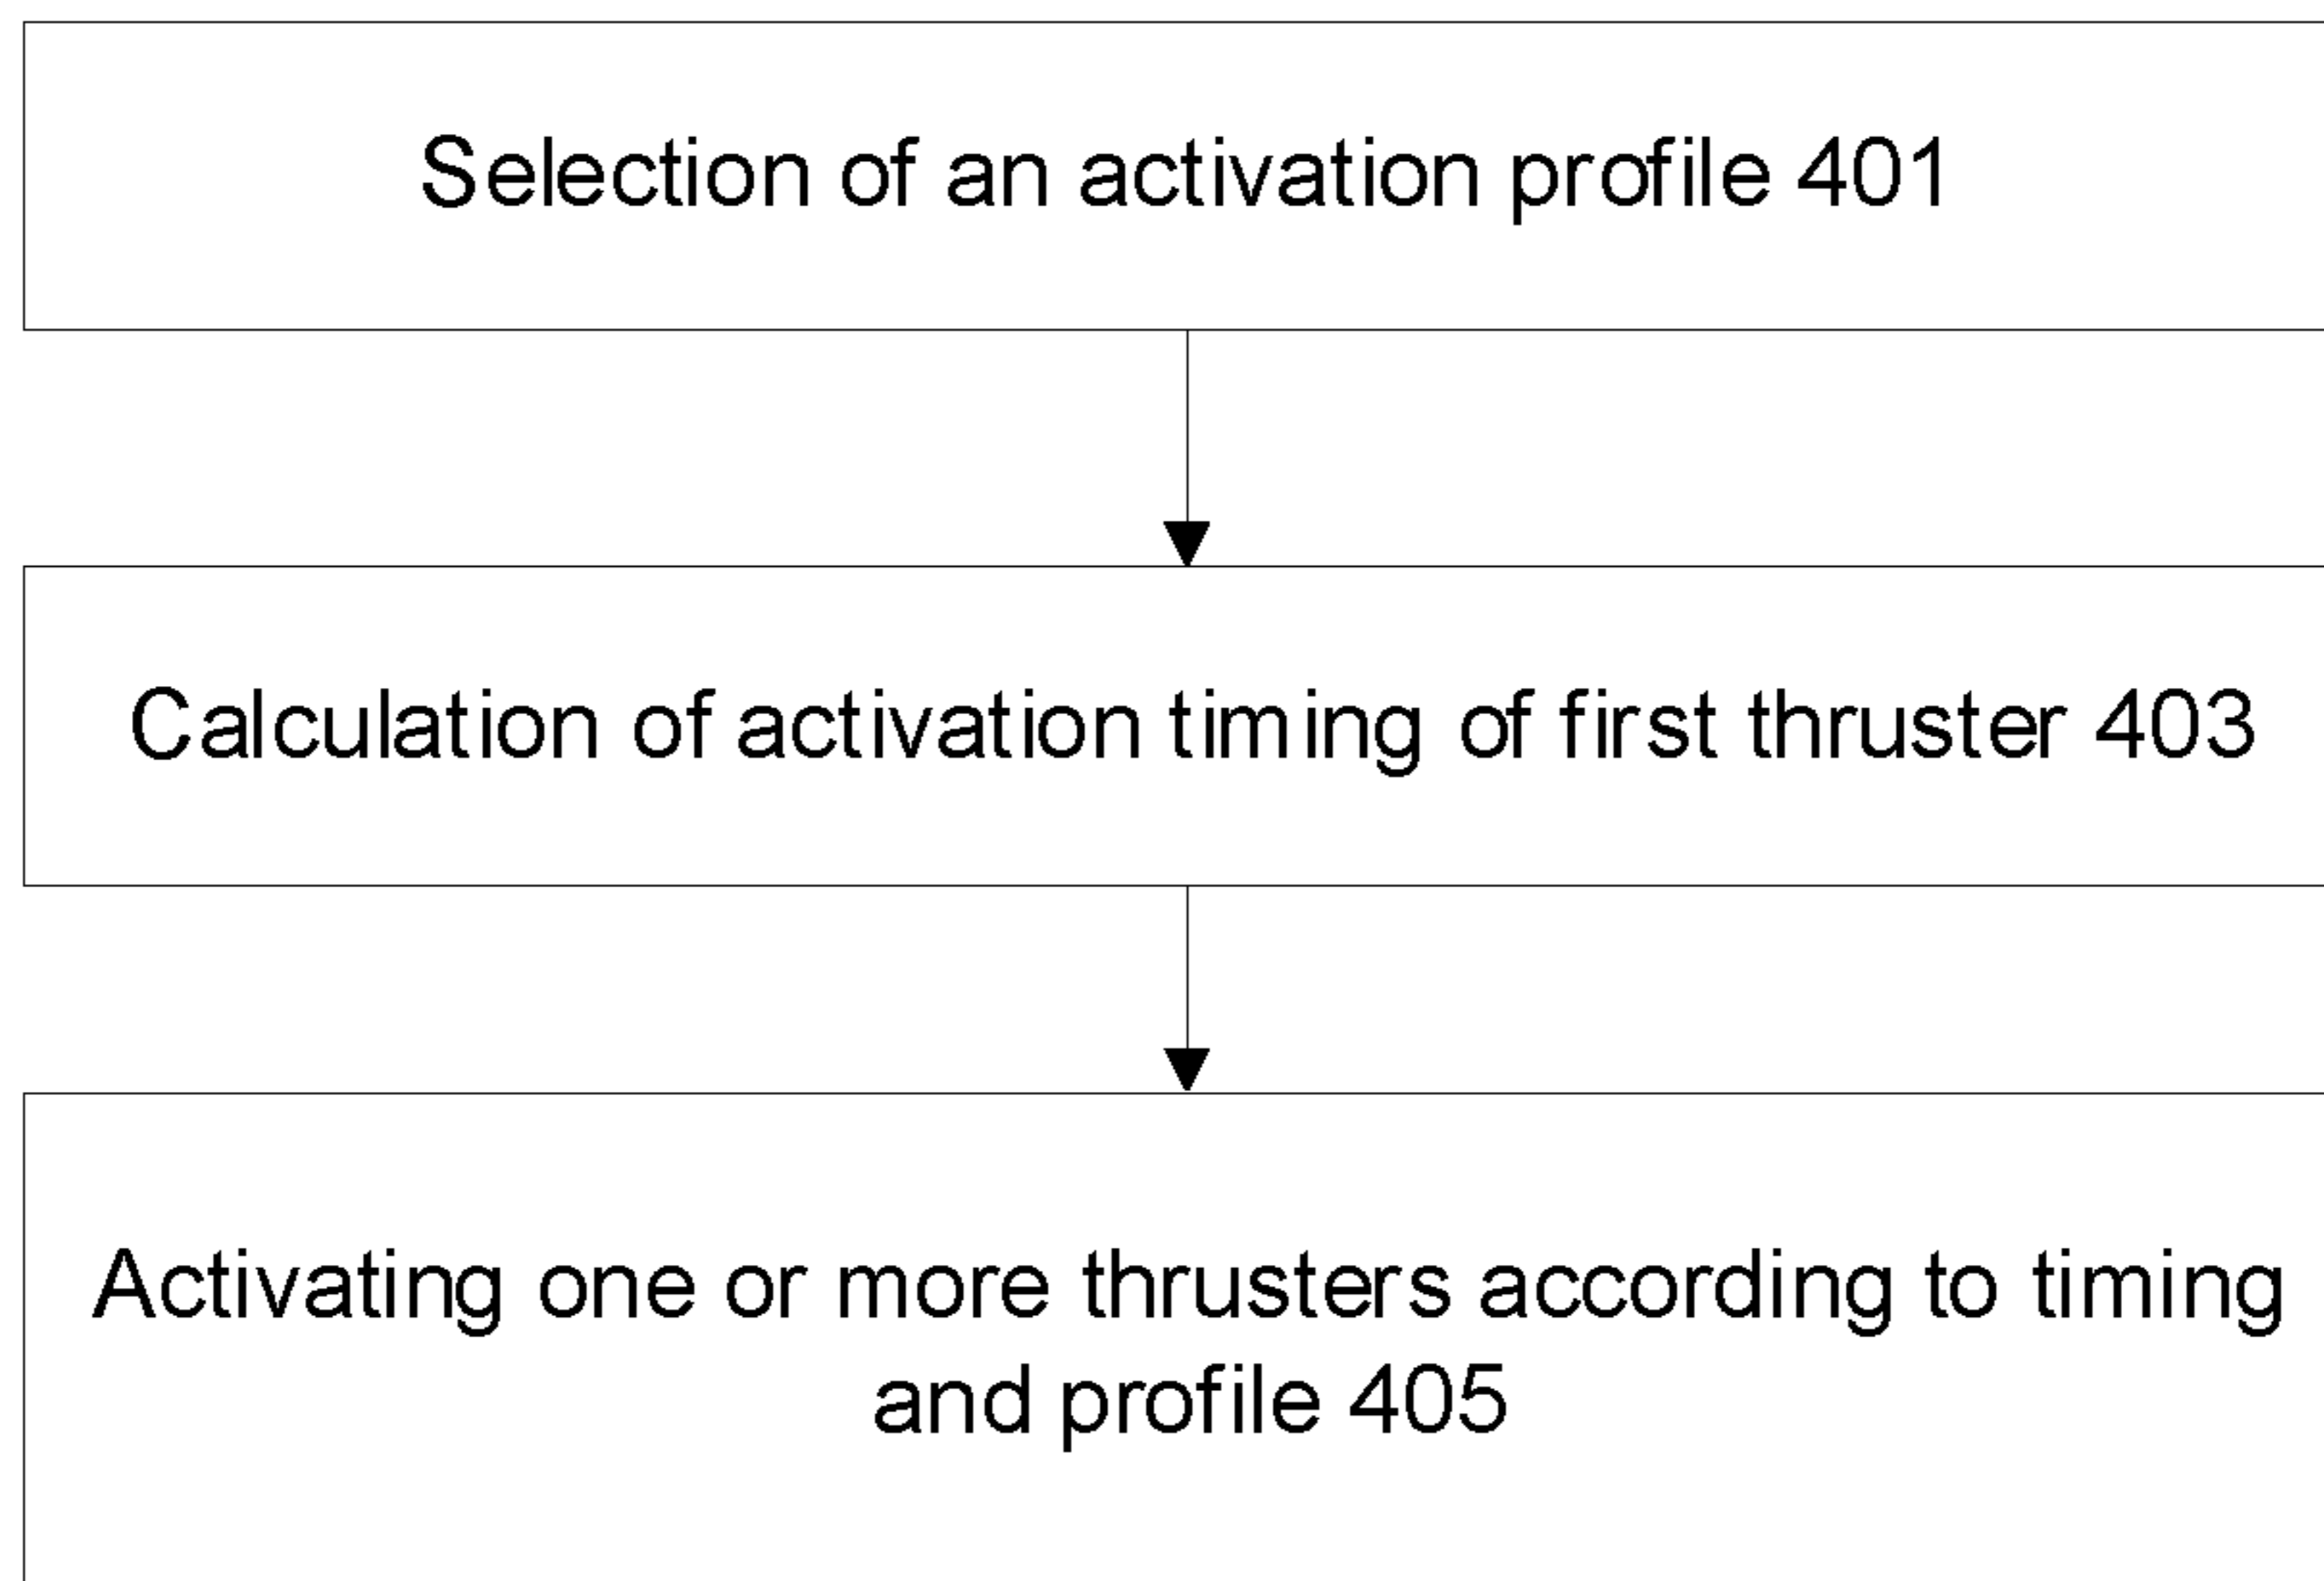 Selection of an activation profile 401
Calculation of activation timing of first thruster 403
Activating one or more thrusters according to timing
and profile 405